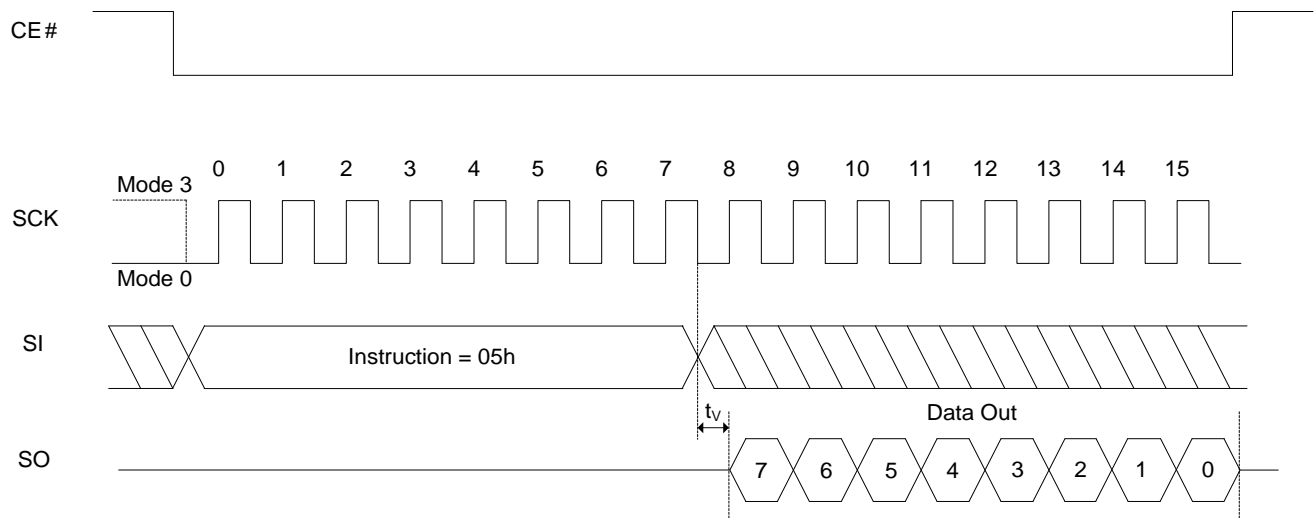 CE#
0 1 2 3 4 5 6 7 8 9 10 11 12 13 14 15
Mode 3
SCK
Mode 0
SI
Instruction = 05h
tV
Data Out
SO
7 6 5 4 3 2 1 0